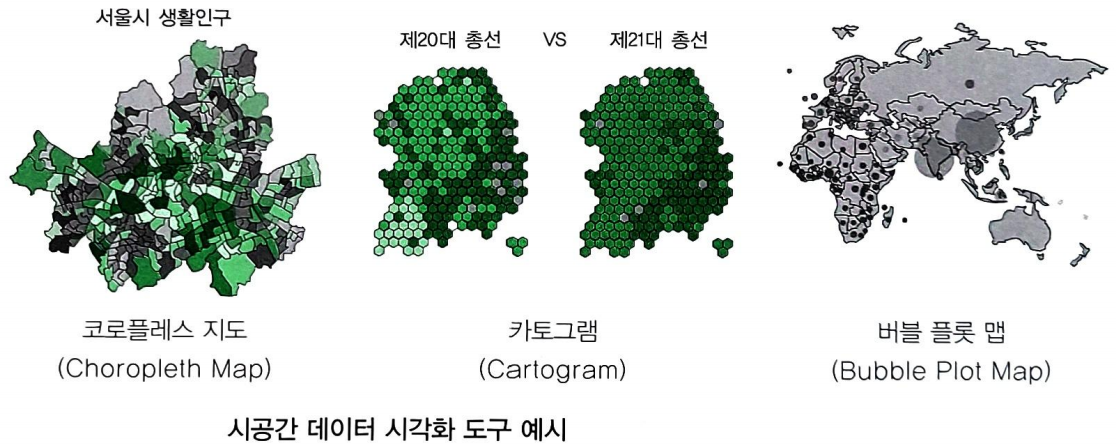 서울시 생활인구
제20대 총선 VS 제21대 총선
코로플레스 지도
(Choropleth Map)
카토그램
(Cartogram)
버블 플롯 맵
(Bubble Plot Map)
시공간 데이터 시각화 도구 예시